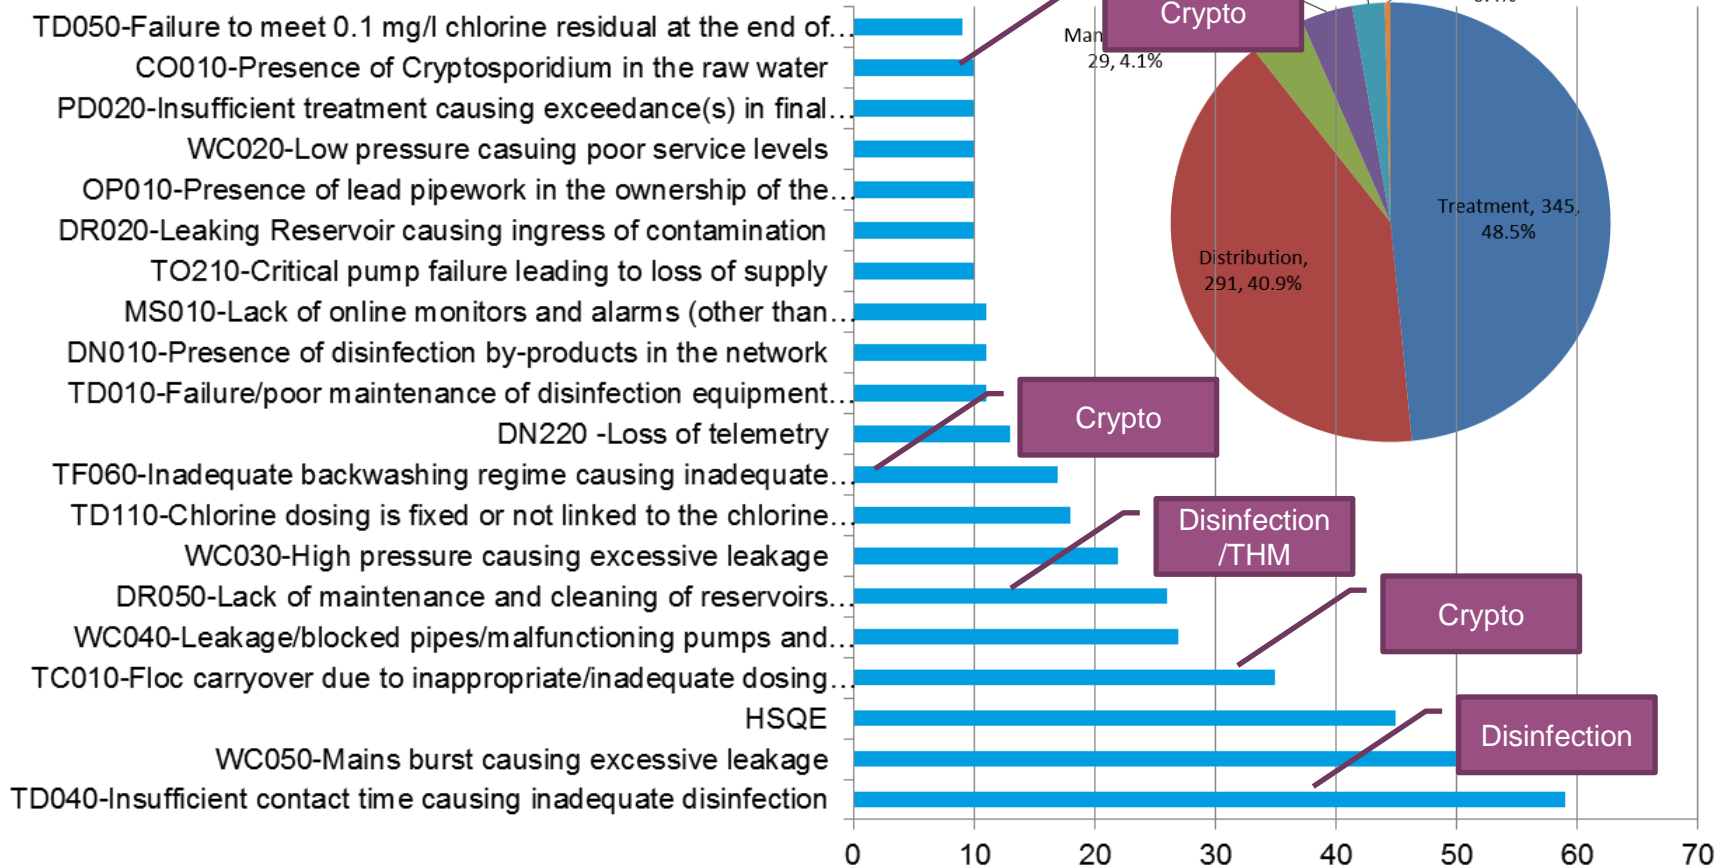 TD050-Failure to meet 0.1 mg/l chlorine residual at the end of...
CO010-Presence of Cryptosporidium in the raw water
PD020-Insufficient treatment causing exceedance(s) in final...
WC020-Low pressure casuing poor service levels
OP010-Presence of lead pipework in the ownership of the...
DR020-Leaking Reservoir causing ingress of contamination
TO210-Critical pump failure leading to loss of supply
MS010-Lack of online monitors and alarms (other than...
DN010-Presence of disinfection by-products in the network
TD010-Failure/poor maintenance of disinfection equipment...
DN220 -Loss of telemetry
TF060-Inadequate backwashing regime causing inadequate...
TD110-Chlorine dosing is fixed or not linked to the chlorine...
WC030-High pressure causing excessive leakage
DR050-Lack of maintenance and cleaning of reservoirs...
WC040-Leakage/blocked pipes/malfunctioning pumps and...
TC010-Floc carryover due to inappropriate/inadequate dosing...
HSQE
WC050-Mains burst causing excessive leakage
TD040-Insufficient contact time causing inadequate disinfection
0 10 20 30 40 50 60 70
Crypto
29, 4.1%
Treatment, 345,
48.5%
Distribution,
291, 40.9%
Crypto
Disinfection
/THM
Crypto
Disinfection